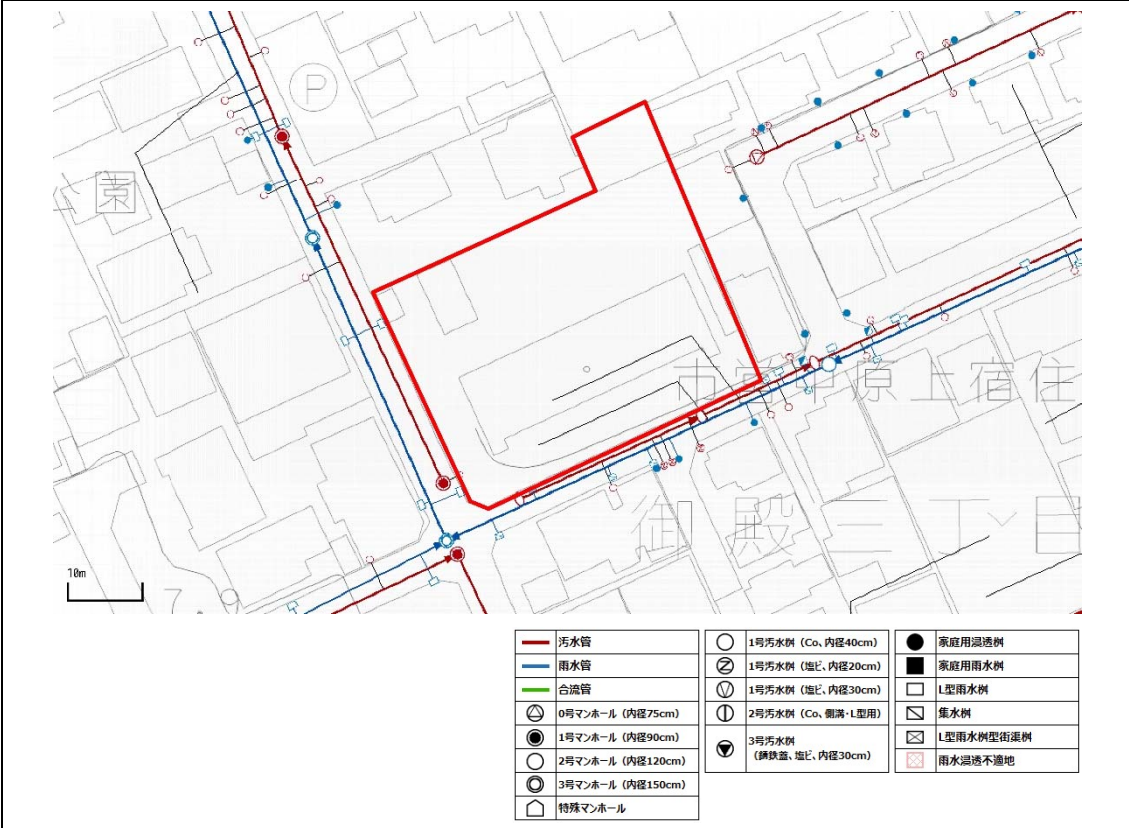 P
公園
市営中原上宿住
御殿三丁目
10m
7.9
汚水管
雨水管
合流管
0号マンホール(内径75cm)
1号マンホール(内径90cm)
2号マンホール(内径120cm)
3号マンホール(内径150cm)
特殊マンホール
1号汚水桝(Co、内径40cm)
1号汚水桝(塩ビ、内径20cm)
1号汚水桝(塩ビ、内径30cm)
2号汚水桝(Co、側溝・L型用)
3号汚水桝
(鋳鉄蓋、塩ビ、内径30cm)
家庭用浸透桝
家庭用雨水桝
L型雨水桝
集水桝
L型雨水桝型街渠桝
雨水浸透不適地